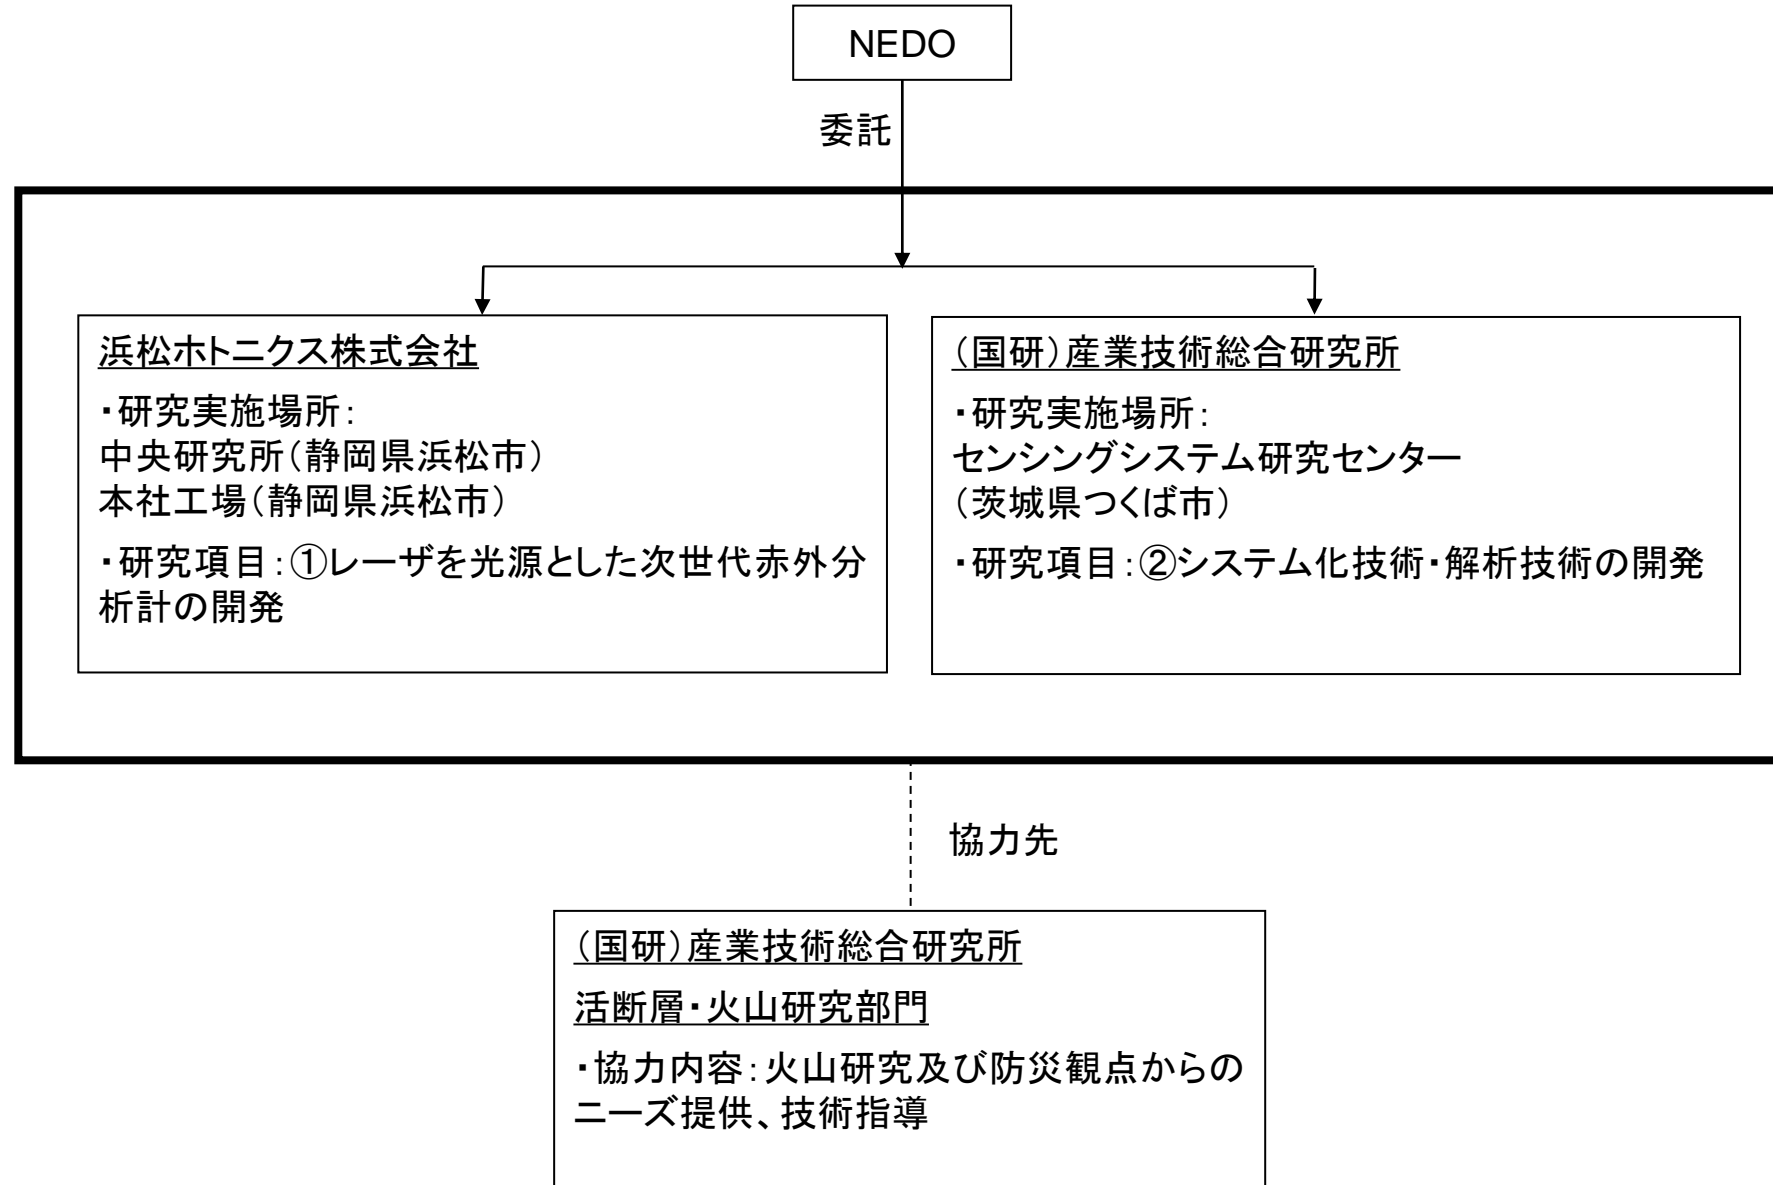 NEDO
委託
浜松ホトニクス株式会社
・研究実施場所：
中央研究所（静岡県浜松市）
本社工場（静岡県浜松市）
・研究項目：①レーザを光源とした次世代赤外分
析計の開発
（国研）産業技術総合研究所
・研究実施場所：
センシングシステム研究センター
（茨城県つくば市）
・研究項目：②システム化技術・解析技術の開発
協力先
（国研）産業技術総合研究所
活断層・火山研究部門
・協力内容：火山研究及び防災観点からの
ニーズ提供、技術指導